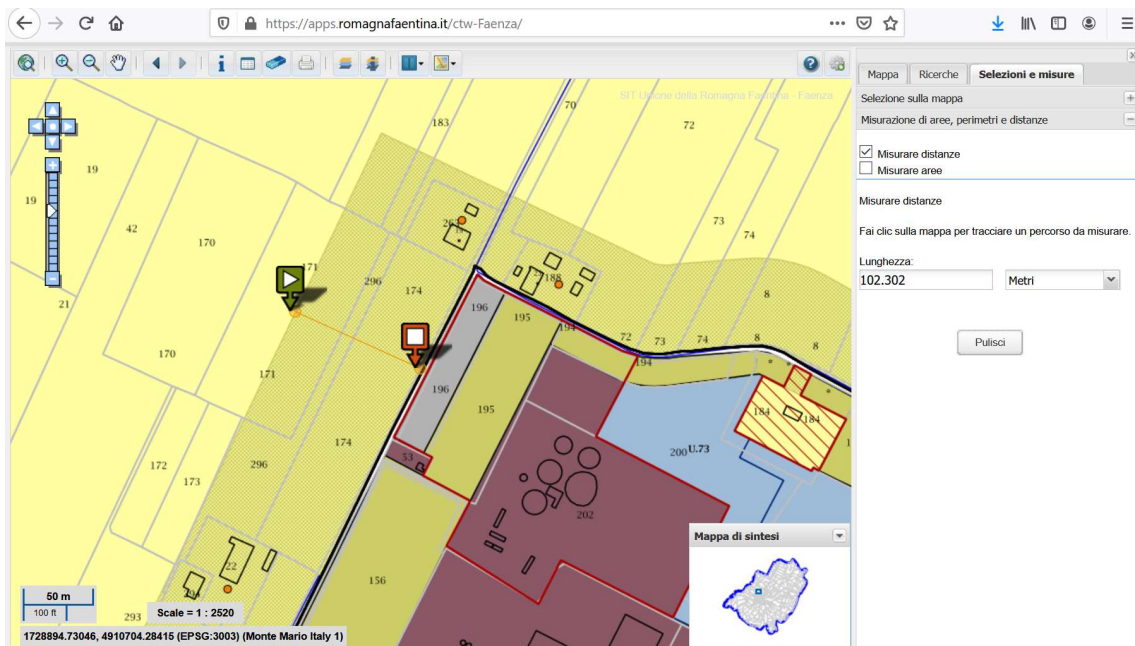 https://apps.romagnafaentina.it/ctw-Faenza/
Mappa
Ricerche
Selezioni e misure
Selezione sulla mappa
Misurazione di aree, perimetri e distanze
Misurare distanze
Misurare aree
Misurare distanze
Fai clic sulla mappa per tracciare un percorso da misurare.
Lunghezza:
102.302
Metri
Pulisci
SIT Unione della Romagna Faentina - Faenza
70
72
183
19
19
42
170
73
74
171
296
174
188
8
21
196
195
194
72
73
74
8
8
170
171
194
196
195
184
184
174
200
U.73
53
172
173
296
202
22
156
293
Mappa di sintesi
50 m
100 ft
Scale = 1 : 2520
1728894.73046, 4910704.28415 (EPSG:3003) (Monte Mario Italy 1)